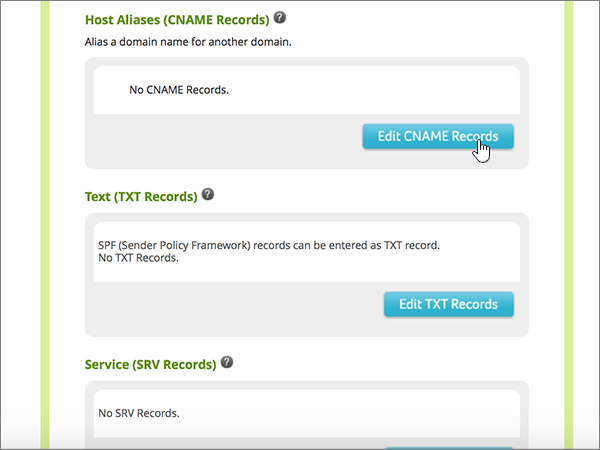 Host Aliases (CNAME Records) ?
Alias a domain name for another domain.
No CNAME Records.
Edit CNAME Records
Text (TXT Records) ?
SPF (Sender Policy Framework) records can be entered as TXT record.
No TXT Records.
Edit TXT Records
Service (SRV Records) ?
No SRV Records.